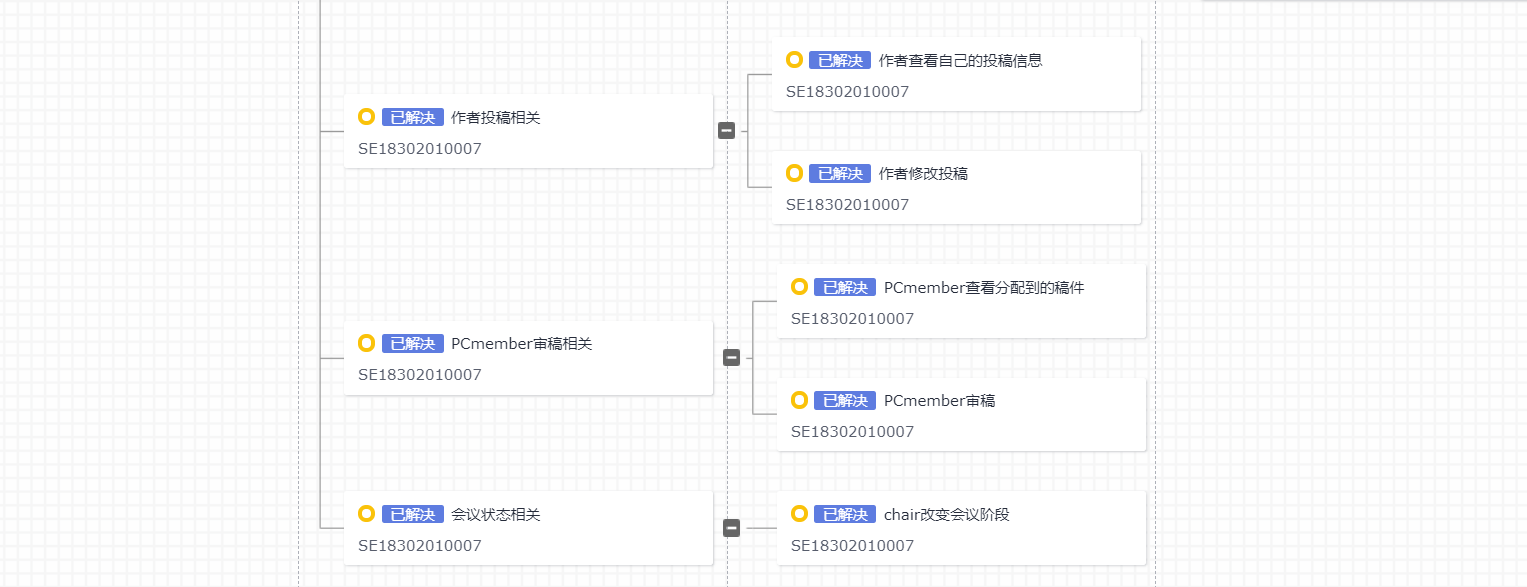 已解决 作者投稿相关
SE18302010007
已解决 作者查看自己的投稿信息
SE18302010007
已解决 作者修改投稿
SE18302010007
已解决 PCmember审稿相关
SE18302010007
已解决 PCmember查看分配到的稿件
SE18302010007
已解决 PCmember审稿
SE18302010007
已解决 会议状态相关
SE18302010007
已解决 chair改变会议阶段
SE18302010007